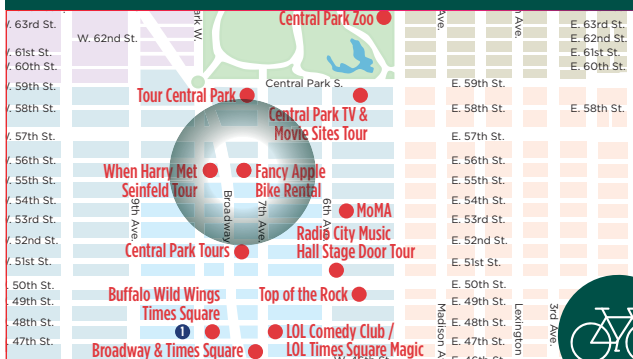 Central Park Zoo
W. 63rd St.
W. 62nd St.
W. 61st St.
W. 60th St.
W. 59th St.
W. 58th St.
W. 57th St.
W. 56th St.
W. 55th St.
W. 54th St.
W. 53rd St.
W. 52nd St.
W. 51st St.
50th St.
49th St.
48th St.
47th St.
ark W.
Ave.
n Ave.
E. 63rd St.
E. 62nd St.
E. 61st St.
E. 60th St.
Central Park S.
Tour Central Park
Central Park TV &
Movie Sites Tour
E. 59th St.
E. 58th St.
E. 58th St.
E. 57th St.
E. 56th St.
E. 55th St.
E. 54th St.
E. 53rd St.
E. 52nd St.
E. 51st St.
E. 50th St.
E. 49th St.
E. 48th St.
E. 47th St.
E. 46th St.
When Harry Met
Seinfeld Tour
Fancy Apple
Bike Rental
9th Ave.
Broadway
7th Ave.
6th Ave.
MoMA
Radio City Music
Hall Stage Door Tour
Central Park Tours
Buffalo Wild Wings
Times Square
Top of the Rock
1
LOL Comedy Club /
LOL Times Square Magic
Broadway & Times Square
Madison A
Lexington
3rd Ave.